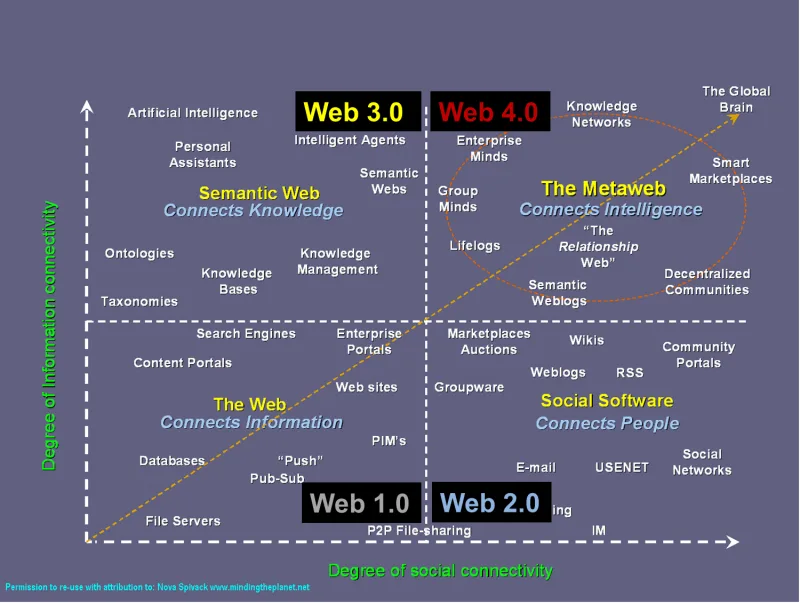 The Global
Brain
Web 3.0
Web 4.0
Artificial Intelligence
Knowledge
Networks
Intelligent Agents
Enterprise
Minds
Personal
Assistants
Smart
Marketplaces
Semantic
Webs
Semantic Web
Connects Knowledge
Group
Minds
The Metaweb
Connects Intelligence
“The
Relationship
Web”
Lifelogs
Ontologies
Knowledge
Management
Knowledge
Bases
Taxonomies
Semantic
Weblogs
Decentralized
Communities
Degree of Information connectivity
Search Engines
Enterprise
Portals
Content Portals
Web sites
The Web
Connects Information
PIM's
Databases
“Push”
Pub-Sub
File Servers
Web 1.0
Marketplaces
Auctions
Wikis
Community
Portals
Weblogs
RSS
Groupware
Social Software
Connects People
E-mail
USENET
Social
Networks
Web 2.0
ing
P2P File-sharing
IM
Degree of social connectivity
Permission to re-use with attribution to: Nova Spivack www.mindingtheplanet.net